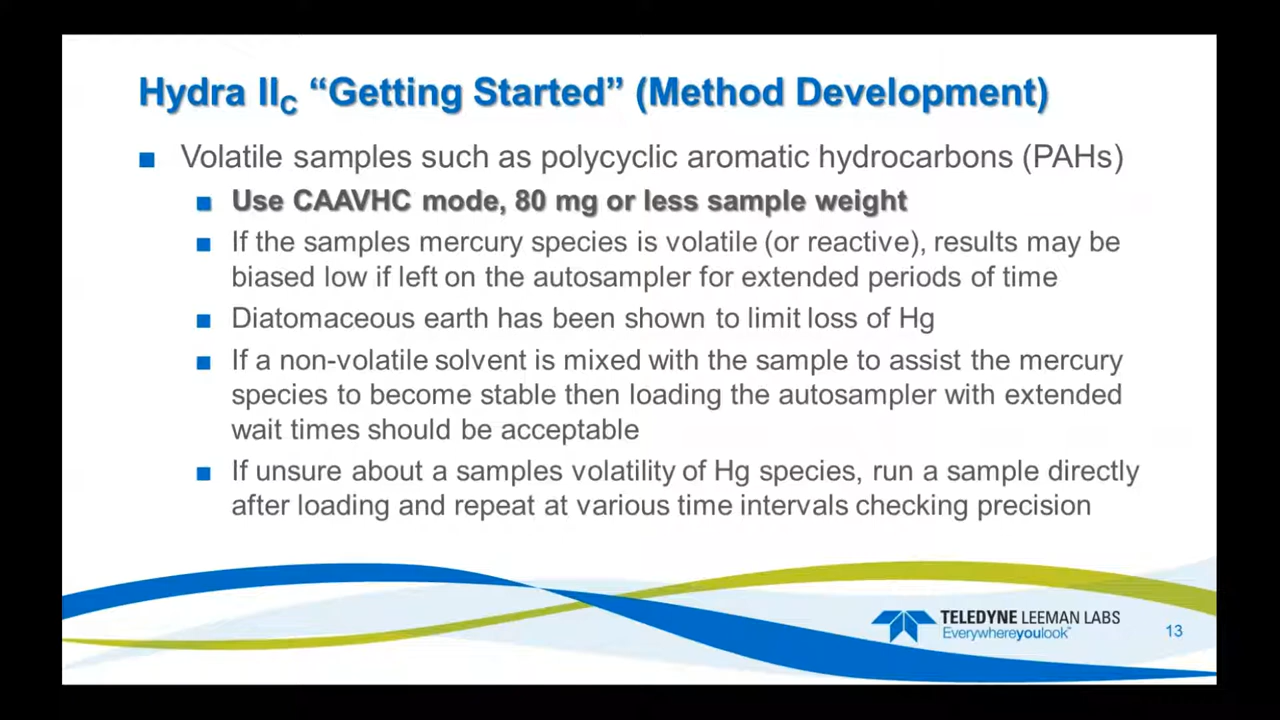 Hydra IIC “Getting Started” (Method Development)
Volatile samples such as polycyclic aromatic hydrocarbons (PAHs)
Use CAAVHC mode, 80 mg or less sample weight
If the samples mercury species is volatile (or reactive), results may be
biased low if left on the autosampler for extended periods of time
Diatomaceous earth has been shown to limit loss of Hg
If a non-volatile solvent is mixed with the sample to assist the mercury
species to become stable then loading the autosampler with extended
wait times should be acceptable
If unsure about a samples volatility of Hg species, run a sample directly
after loading and repeat at various time intervals checking precision
TELEDYNE LEEMAN LABS
Everywhereyoulook™
13